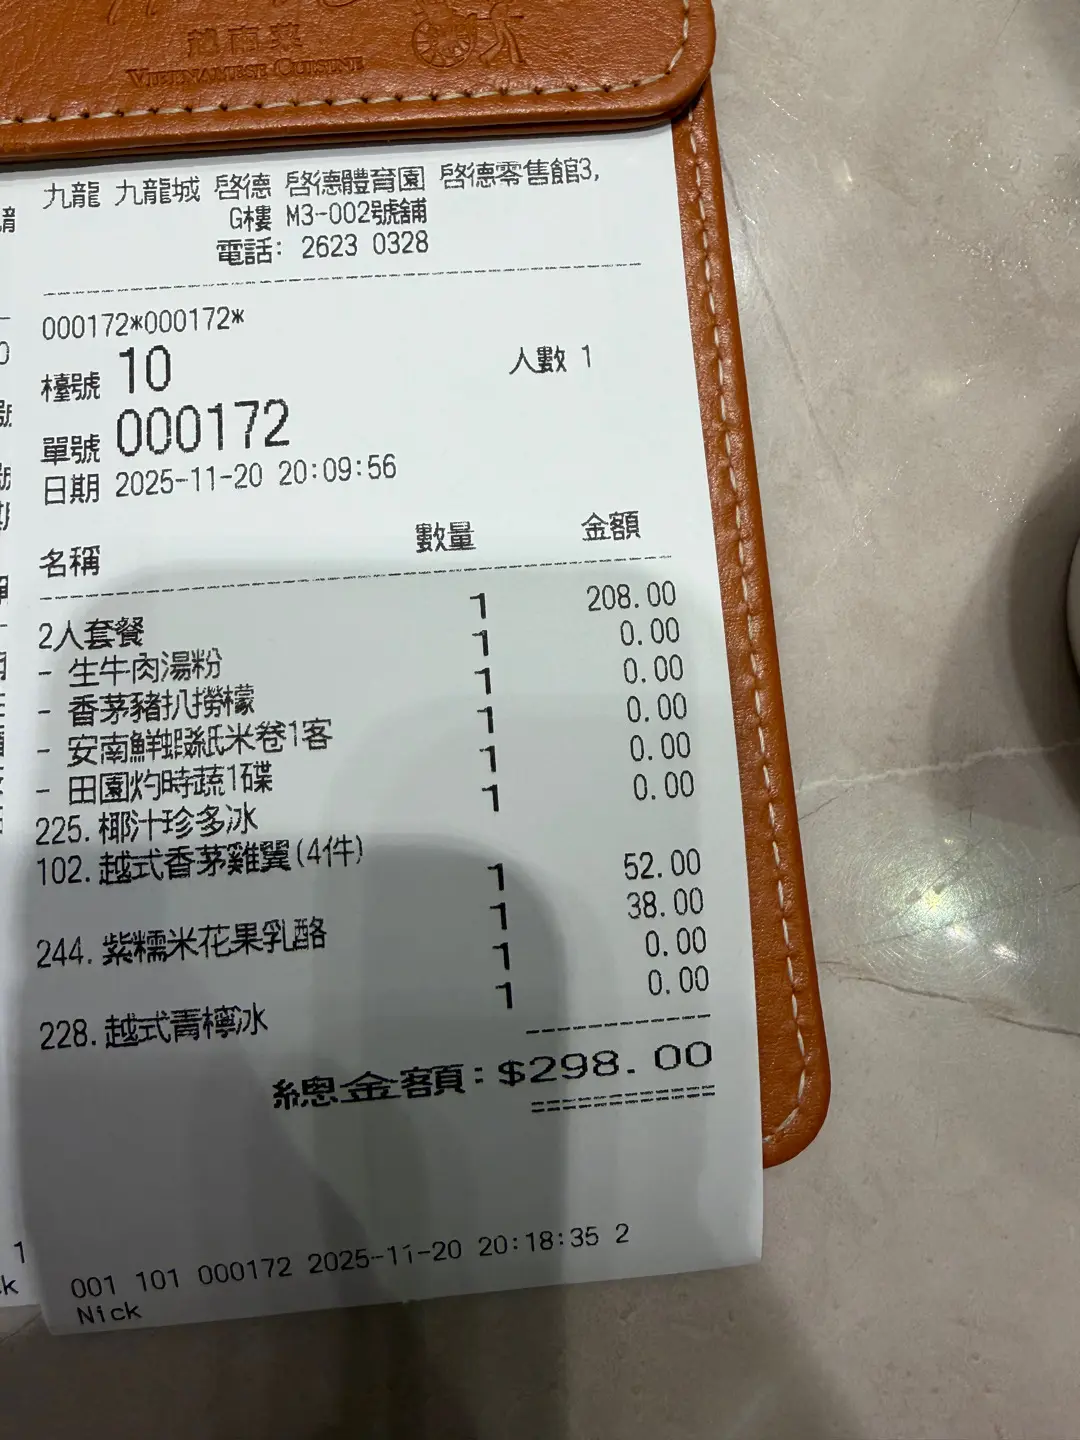 越南菜
VIETNAMESE CUISINE
九龍 九龍城 啓德 啓德體育園 啓德零售館3,
G樓 M3-002號舖
電話: 2623 0328
000172*000172*
檯號 10 人數 1
單號 000172
日期 2025-11-20 20:09:56
名稱 數量 金額
2人套餐 1 208.00
- 生牛肉湯粉 1 0.00
- 香茅豬扒撈檬 1 0.00
- 安南鮮蝦紙米卷1客 1 0.00
- 田園灼時蔬1碟 1 0.00
225. 椰汁珍多冰 1 0.00
102. 越式香茅雞翼(4件)
1 52.00
244. 紫糯米花果乳酪 1 38.00
1 0.00
228. 越式青檸冰 1 0.00
總金額: $298.00
001 101 000172 2025-11-20 20:18:35 2
Nick